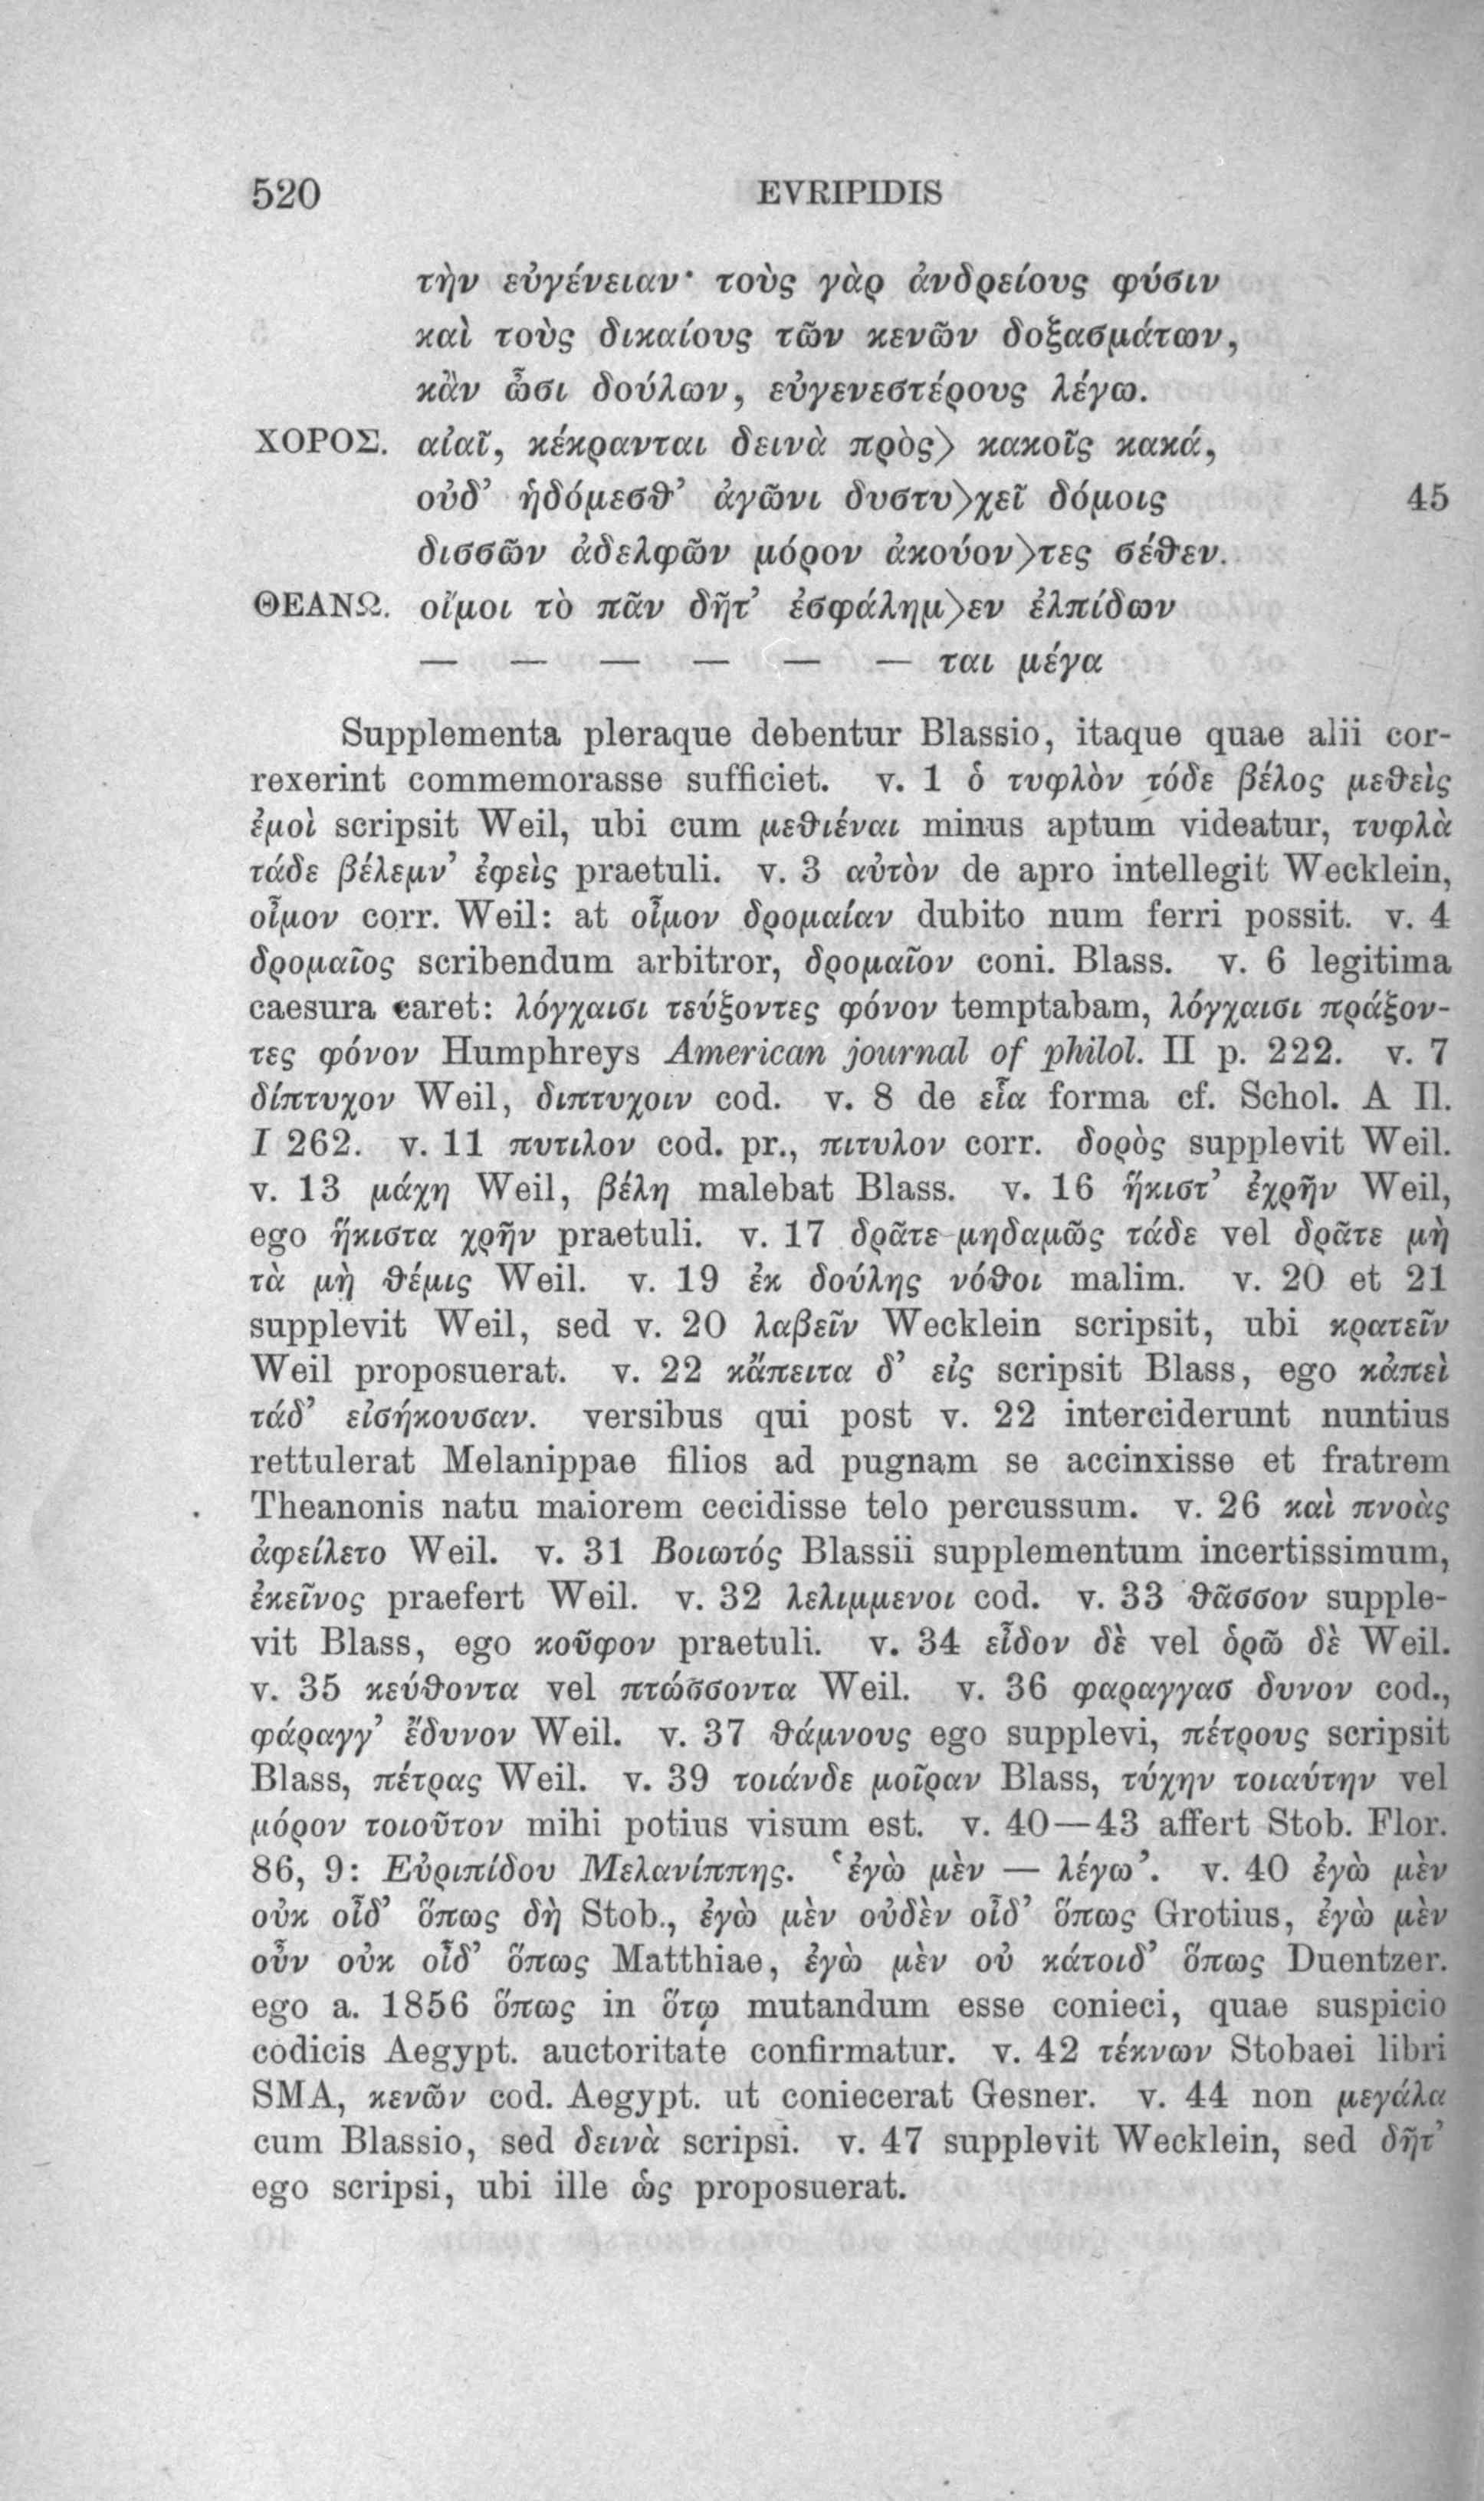 520 EVRIPIDIS
τὴν εὐγένειαν· τοὺς γὰρ ἀνδρείους φύσιν
καὶ τοὺς δικαίους τῶν κενῶν δοξασμάτων,
κἂν ὦσι δούλων, εὐγενεστέρους λέγω.
ΧΟΡΟΣ. αἰαῖ, κέκρανται δεινὰ πρὸς⟩ κακοῖς κακά,
οὐδ’ ἡδόμεσθ’ ἀγῶνι δυστυ⟩χεῖ δόμοις 45
δισσῶν ἀδελφῶν μόρον ἀκούον⟩τες σέθεν.
ΘΕΑΝΩ. οἴμοι τὸ πᾶν δῆτ’ ἐσφάλημ⟩εν ἐλπίδων
— — — — — — ται μέγα
Supplementa pleraque debentur Blassio, itaque quae alii cor-
rexerint commemorasse sufficiet. v. 1 ὁ τυφλὸν τόδε βέλος μεθεὶς
ἐμοὶ scripsit Weil, ubi cum μεθιέναι minus aptum videatur, τυφλὰ
τάδε βέλεμν’ ἐφεὶς praetuli. v. 3 αὐτὸν de apro intellegit Wecklein,
οἶμον corr. Weil: at οἶμον δρομαίαν dubito num ferri possit. v. 4
δρομαῖος scribendum arbitror, δρομαῖον coni. Blass. v. 6 legitima
caesura caret: λόγχαισι τεύξοντες φόνον temptabam, λόγχαισι πράξον-
τες φόνον Humphreys American journal of philol. II p. 222. v. 7
δίπτυχον Weil, διπτυχοιν cod. v. 8 de εἶα forma cf. Schol. A Il.
I 262. v. 11 πυτιλον cod. pr., πιτυλον corr. δορὸς supplevit Weil.
v. 13 μάχη Weil, βέλη malebat Blass. v. 16 ἥκιστ’ ἐχρῆν Weil,
ego ἥκιστα χρῆν praetuli. v. 17 δρᾶτε μηδαμῶς τάδε vel δρᾶτε μὴ
τὰ μὴ θέμις Weil. v. 19 ἐκ δούλης νόθοι malim. v. 20 et 21
supplevit Weil, sed v. 20 λαβεῖν Wecklein scripsit, ubi κρατεῖν
Weil proposuerat. v. 22 κἄπειτα δ’ εἰς scripsit Blass, ego κἀπεὶ
τάδ’ εἰσήκουσαν. versibus qui post v. 22 interciderunt nuntius
rettulerat Melanippae filios ad pugnam se accinxisse et fratrem
Theanonis natu maiorem cecidisse telo percussum. v. 26 καὶ πνοὰς
ἀφείλετο Weil. v. 31 Βοιωτός Blassii supplementum incertissimum,
ἐκεῖνος praefert Weil. v. 32 λελιμμενοι cod. v. 33 θᾶσσον supple-
vit Blass, ego κοῦφον praetuli. v. 34 εἶδον δὲ vel ὁρῶ δὲ Weil.
v. 35 κεύθοντα vel πτώσσοντα Weil. v. 36 φαραγγασ δυνον cod.,
φάραγγ’ ἔδυνον Weil. v. 37 θάμνους ego supplevi, πέτρους scripsit
Blass, πέτρας Weil. v. 39 τοιάνδε μοῖραν Blass, τύχην τοιαύτην vel
μόρον τοιοῦτον mihi potius visum est. v. 40—43 affert Stob. Flor.
86, 9: Εὐριπίδου Μελανίππης. ‘ἐγὼ μὲν — λέγω’. v. 40 ἐγὼ μὲν
οὐκ οἶδ’ ὅπως δὴ Stob., ἐγὼ μὲν οὐδὲν οἶδ’ ὅπως Grotius, ἐγὼ μὲν
οὖν οὐκ οἶδ’ ὅπως Matthiae, ἐγὼ μὲν οὐ κάτοιδ’ ὅπως Duentzer.
ego a. 1856 ὅπως in ὅτῳ mutandum esse conieci, quae suspicio
codicis Aegypt. auctoritate confirmatur. v. 42 τέκνων Stobaei libri
SMA, κενῶν cod. Aegypt. ut coniecerat Gesner. v. 44 non μεγάλα
cum Blassio, sed δεινὰ scripsi. v. 47 supplevit Wecklein, sed δῆτ’
ego scripsi, ubi ille ὡς proposuerat.